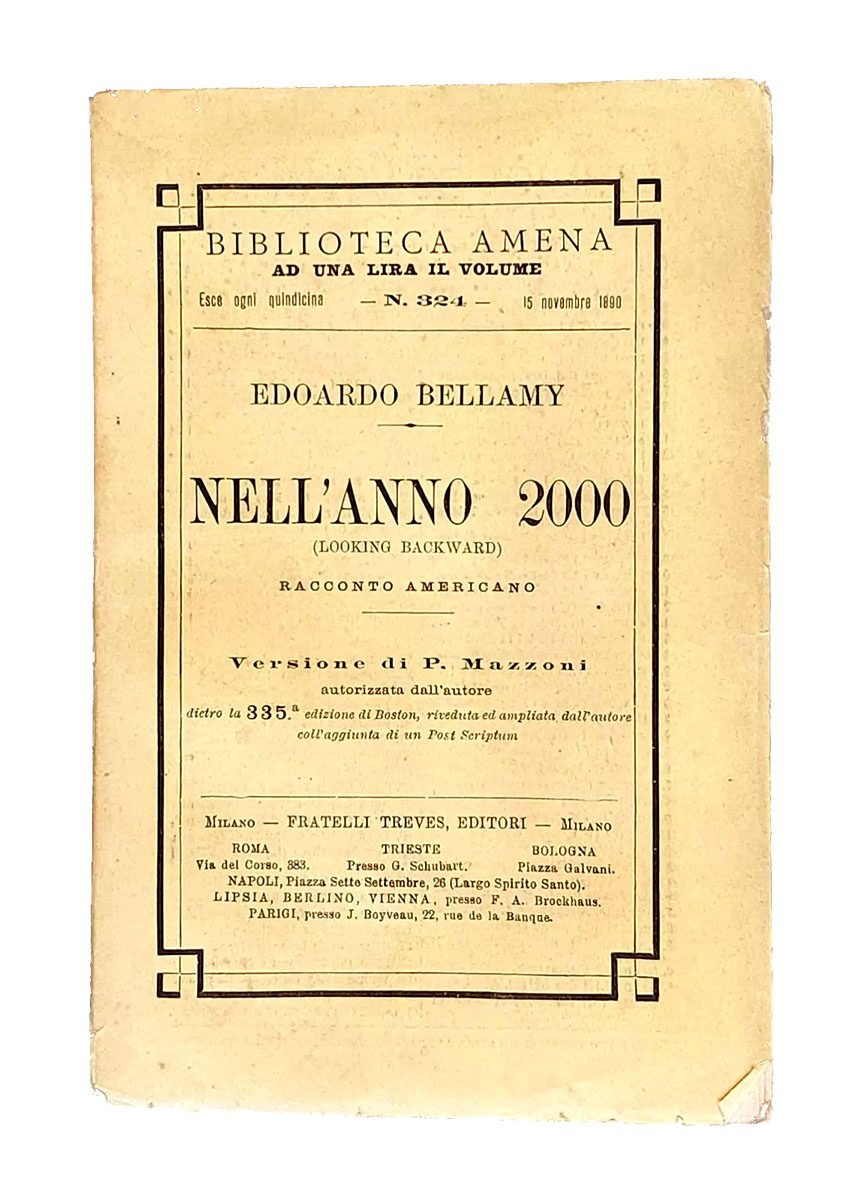 BIBLIOTECA AMENA
AD UNA LIRA IL VOLUME
Esce ogni quindicina — N. 324 — 15 novembre 1890
EDOARDO BELLAMY
NELL'ANNO 2000
(LOOKING BACKWARD)
RACCONTO AMERICANO
Versione di P. Mazzoni
autorizzata dall'autore
dietro la 335.ª edizione di Boston, riveduta ed ampliata dall'autore
coll'aggiunta di un Post Scriptum
MILANO — FRATELLI TREVES, EDITORI — MILANO
ROMA TRIESTE BOLOGNA
Via del Corso, 383. Presso G. Schubart. Piazza Galvani.
NAPOLI, Piazza Sette Settembre, 26 (Largo Spirito Santo).
LIPSIA, BERLINO, VIENNA, presso F. A. Brockhaus.
PARIGI, presso J. Boyveau, 22, rue de la Banque.